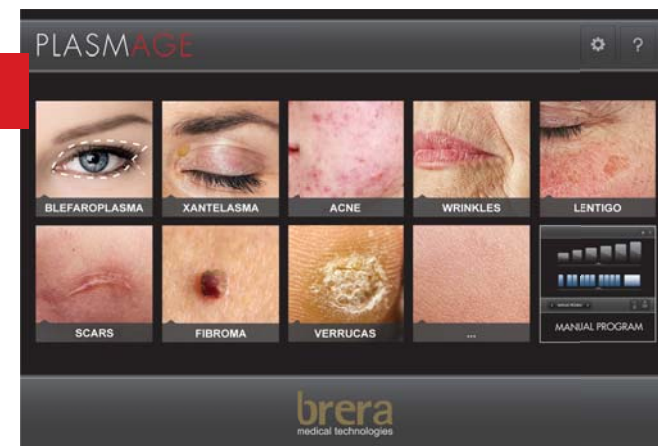 PLASMAGE
?
BLEFAROPLASMA
XANTELASMA
ACNE
WRINKLES
LENTIGO
SCARS
FIBROMA
VERRUCAS
...
MANUAL PROGRAM
brera
medical technologies